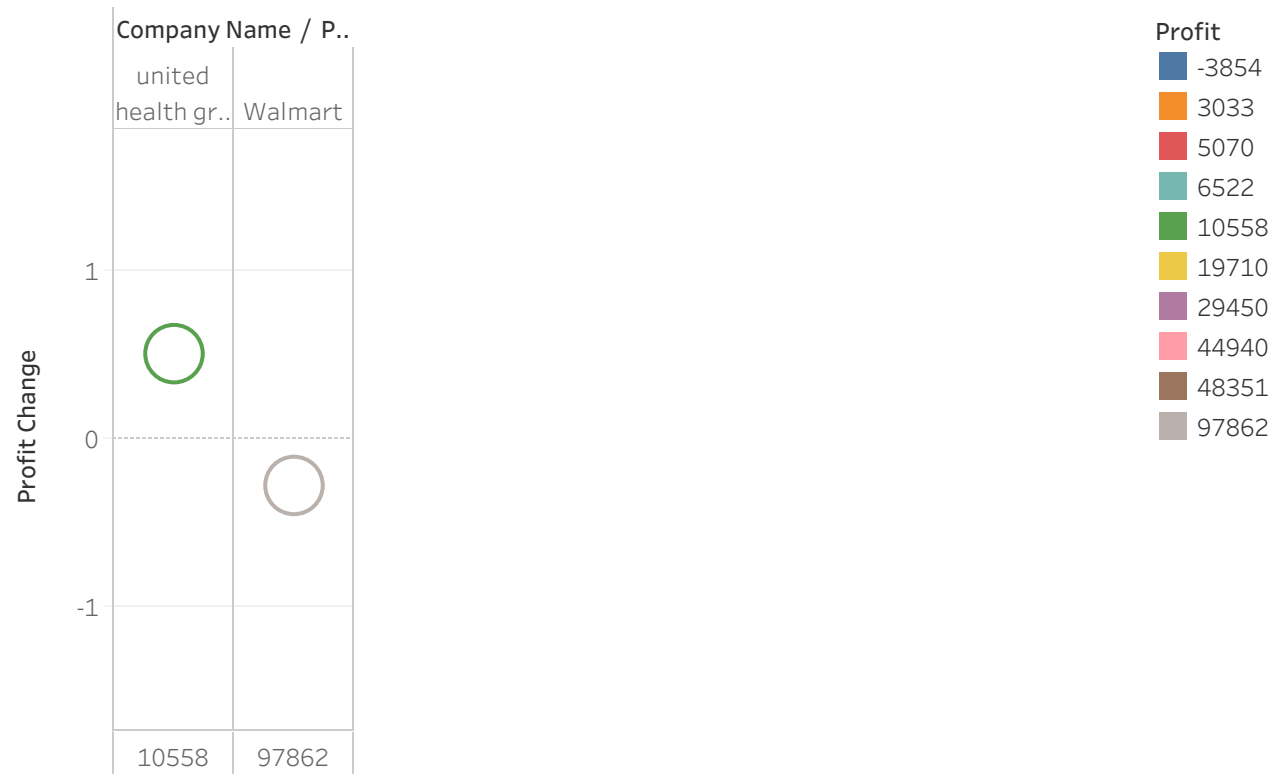 Company Name / P..
united
health gr..
Walmart
Profit Change
1
0
-1
10558
97862
Profit
-3854
3033
5070
6522
10558
19710
29450
44940
48351
97862